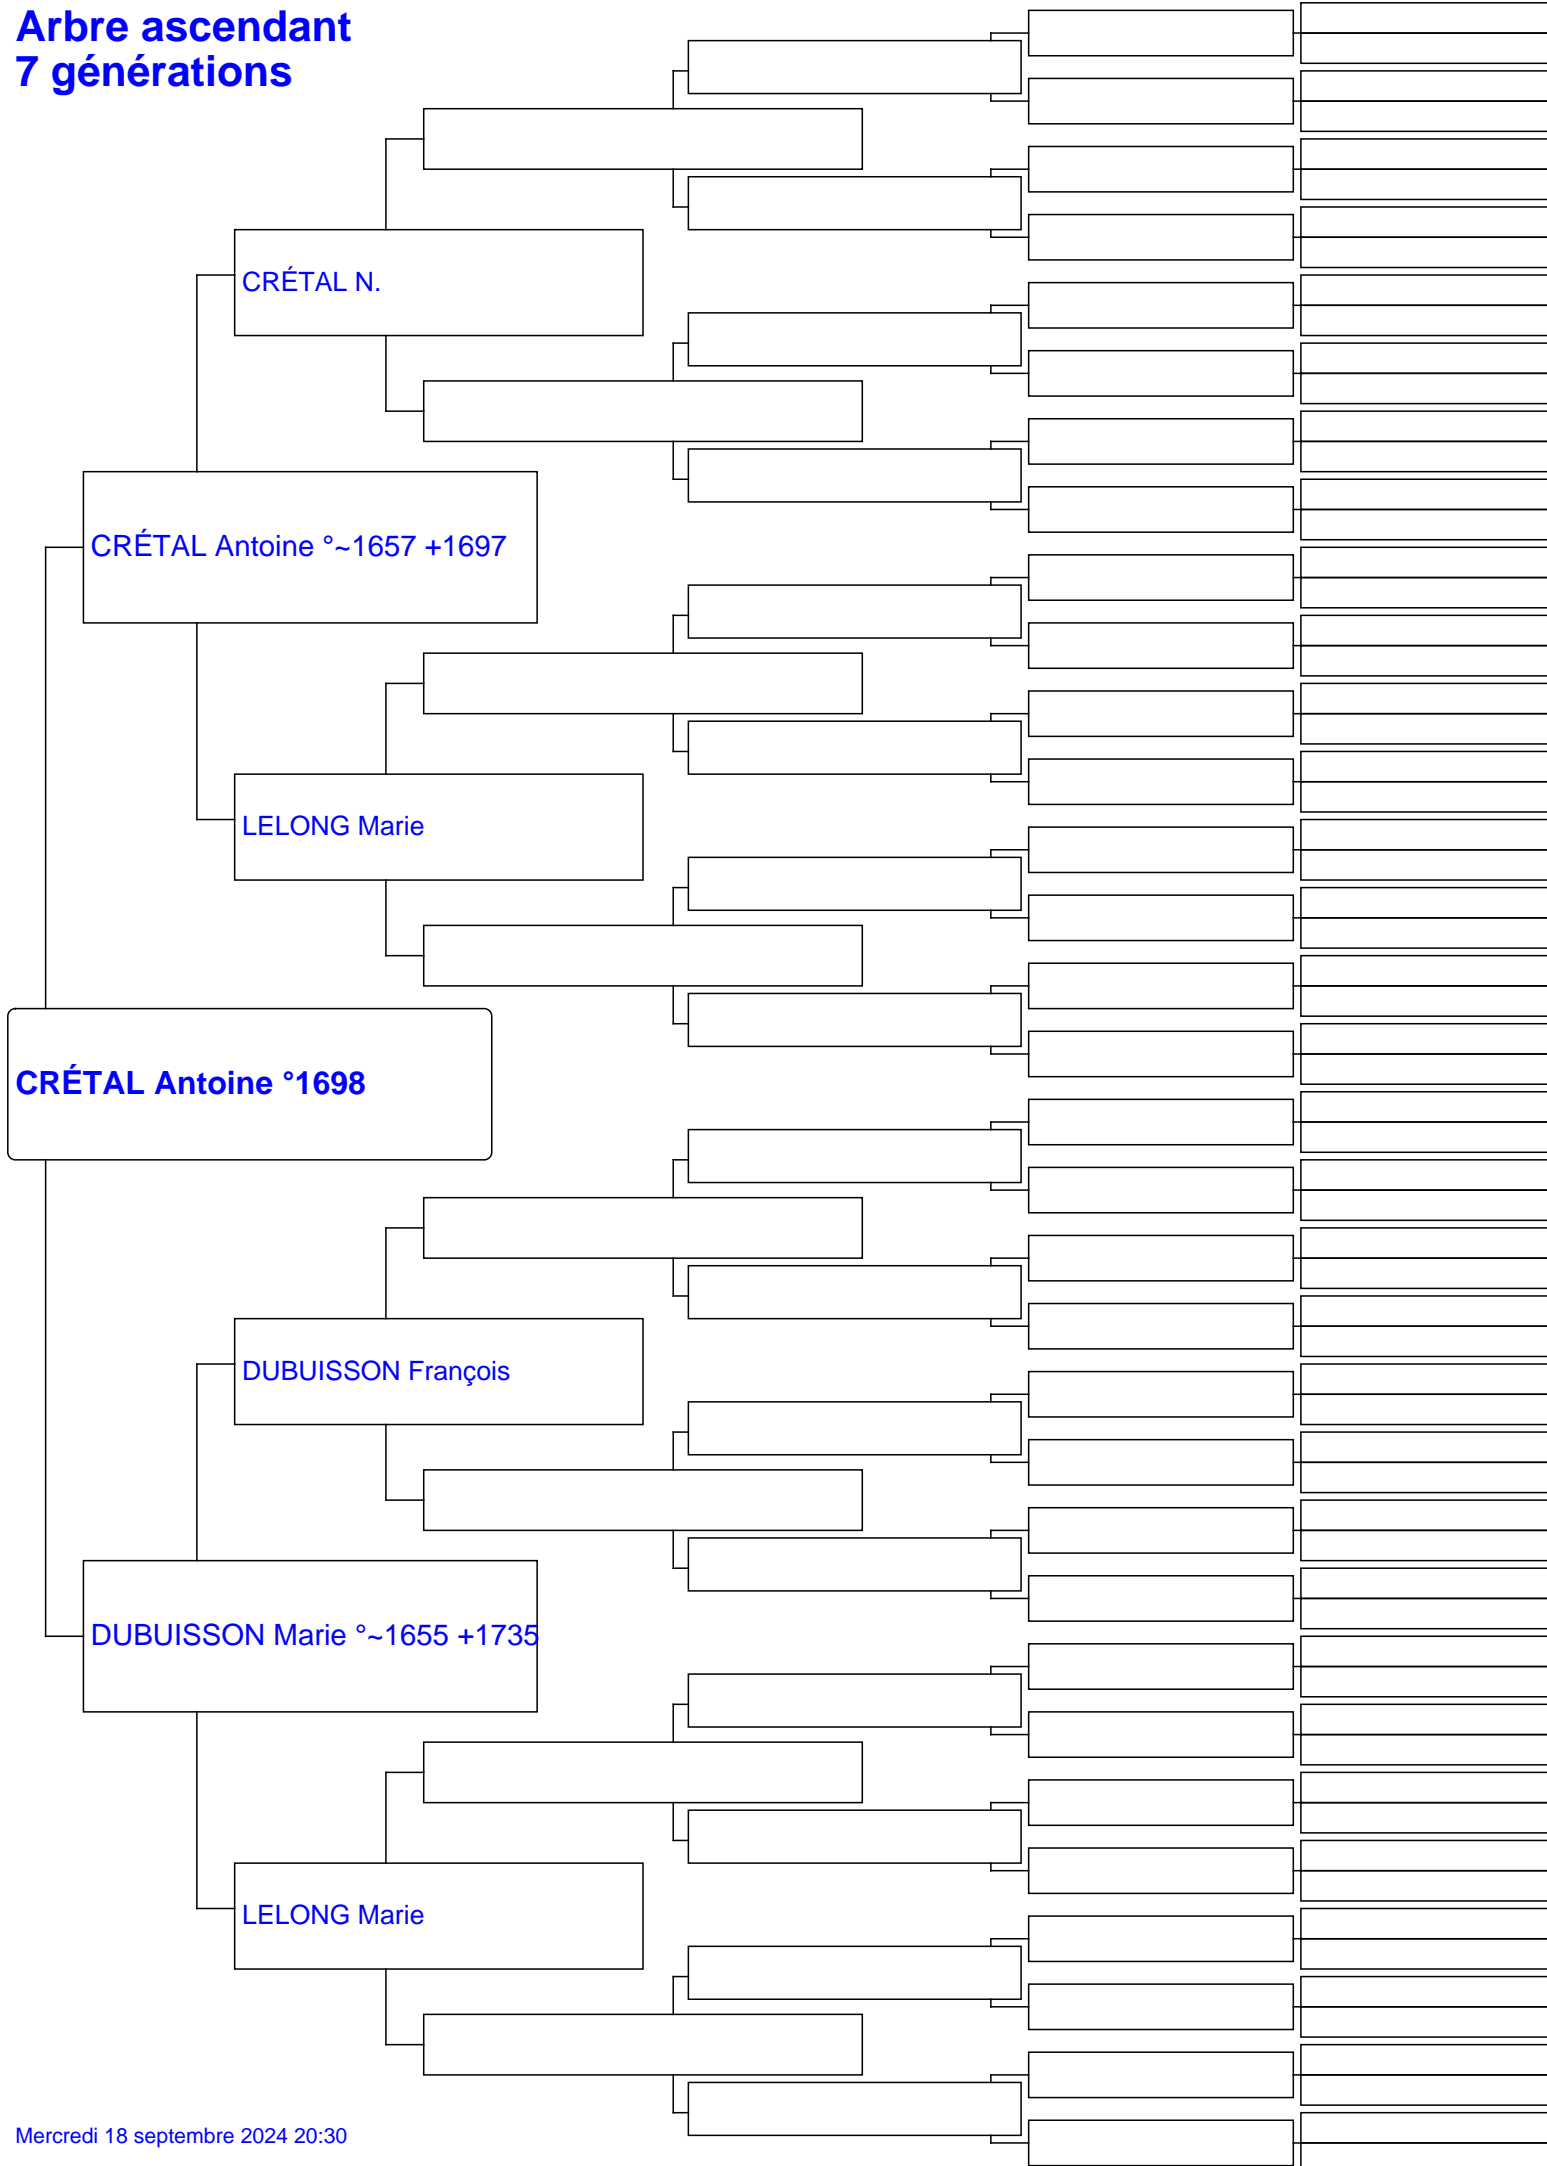 Arbre ascendant
7 générations
CRÉTAL N.
CRÉTAL Antoine °~1657 +1697
LELONG Marie
CRÉTAL Antoine °1698
DUBUISSON François
DUBUISSON Marie °~1655 +1735
LELONG Marie
Mercredi 18 septembre 2024 20:30